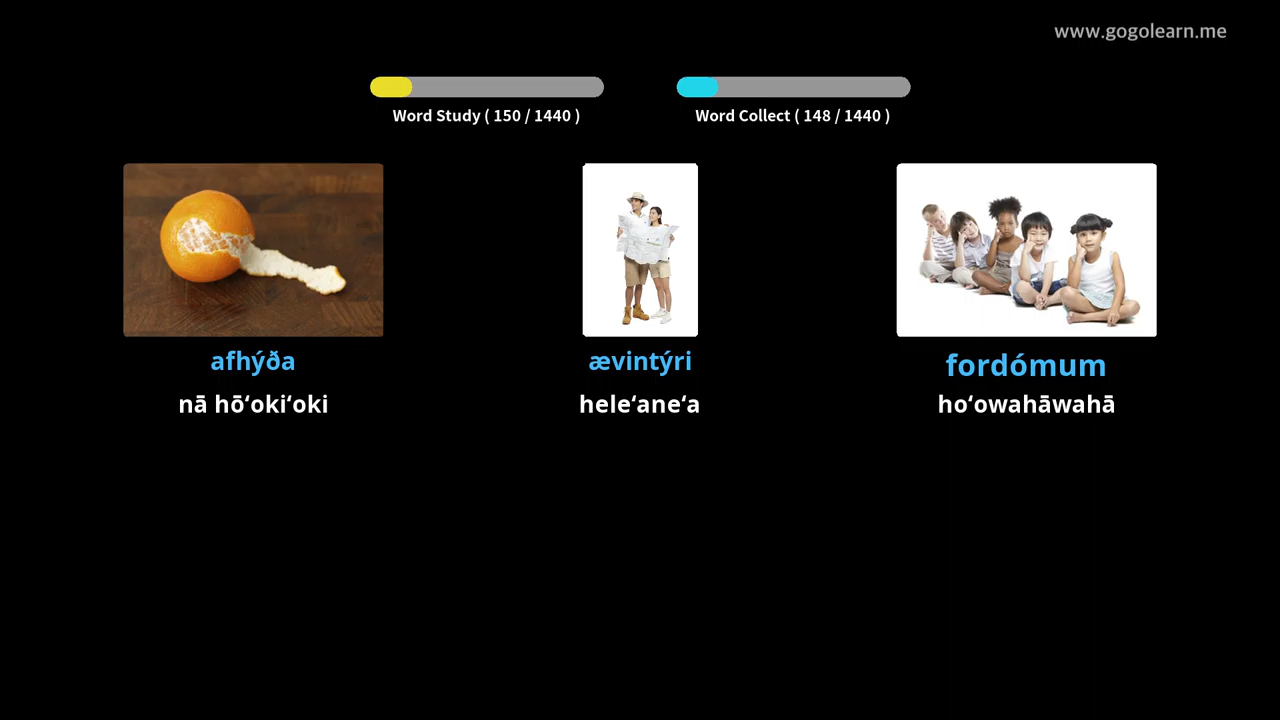 www.gogolearn.me
Word Study ( 150 / 1440 )
Word Collect ( 148 / 1440 )
afhýða
nā hōʻokiʻoki
ævintýri
heleʻaneʻa
fordómum
hoʻowahāwahā